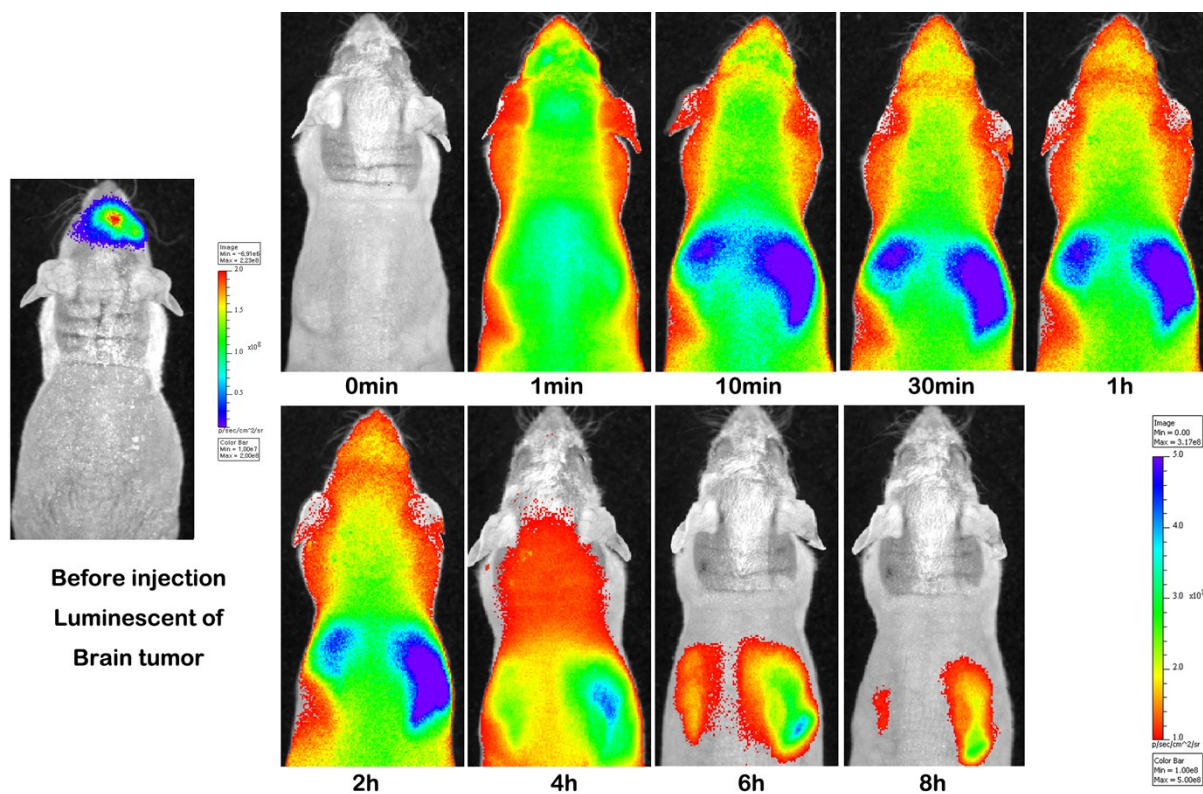 0min
1min
10min
30min
1h
Image
Min = -6.91e6
Max = 2.23e8
2.0
1.5
x10⁸
1.0
0.5
p/sec/cm^2/sr
Color Bar
Min = 1.00e7
Max = 2.00e8
Before injection
Luminescent of
Brain tumor
2h
4h
6h
8h
Image
Min = 0.00
Max = 3.17e8
5.0
4.0
3.0
2.0
1.0
p/sec/cm^2/sr
Color Bar
Min = 1.00e8
Max = 5.00e8